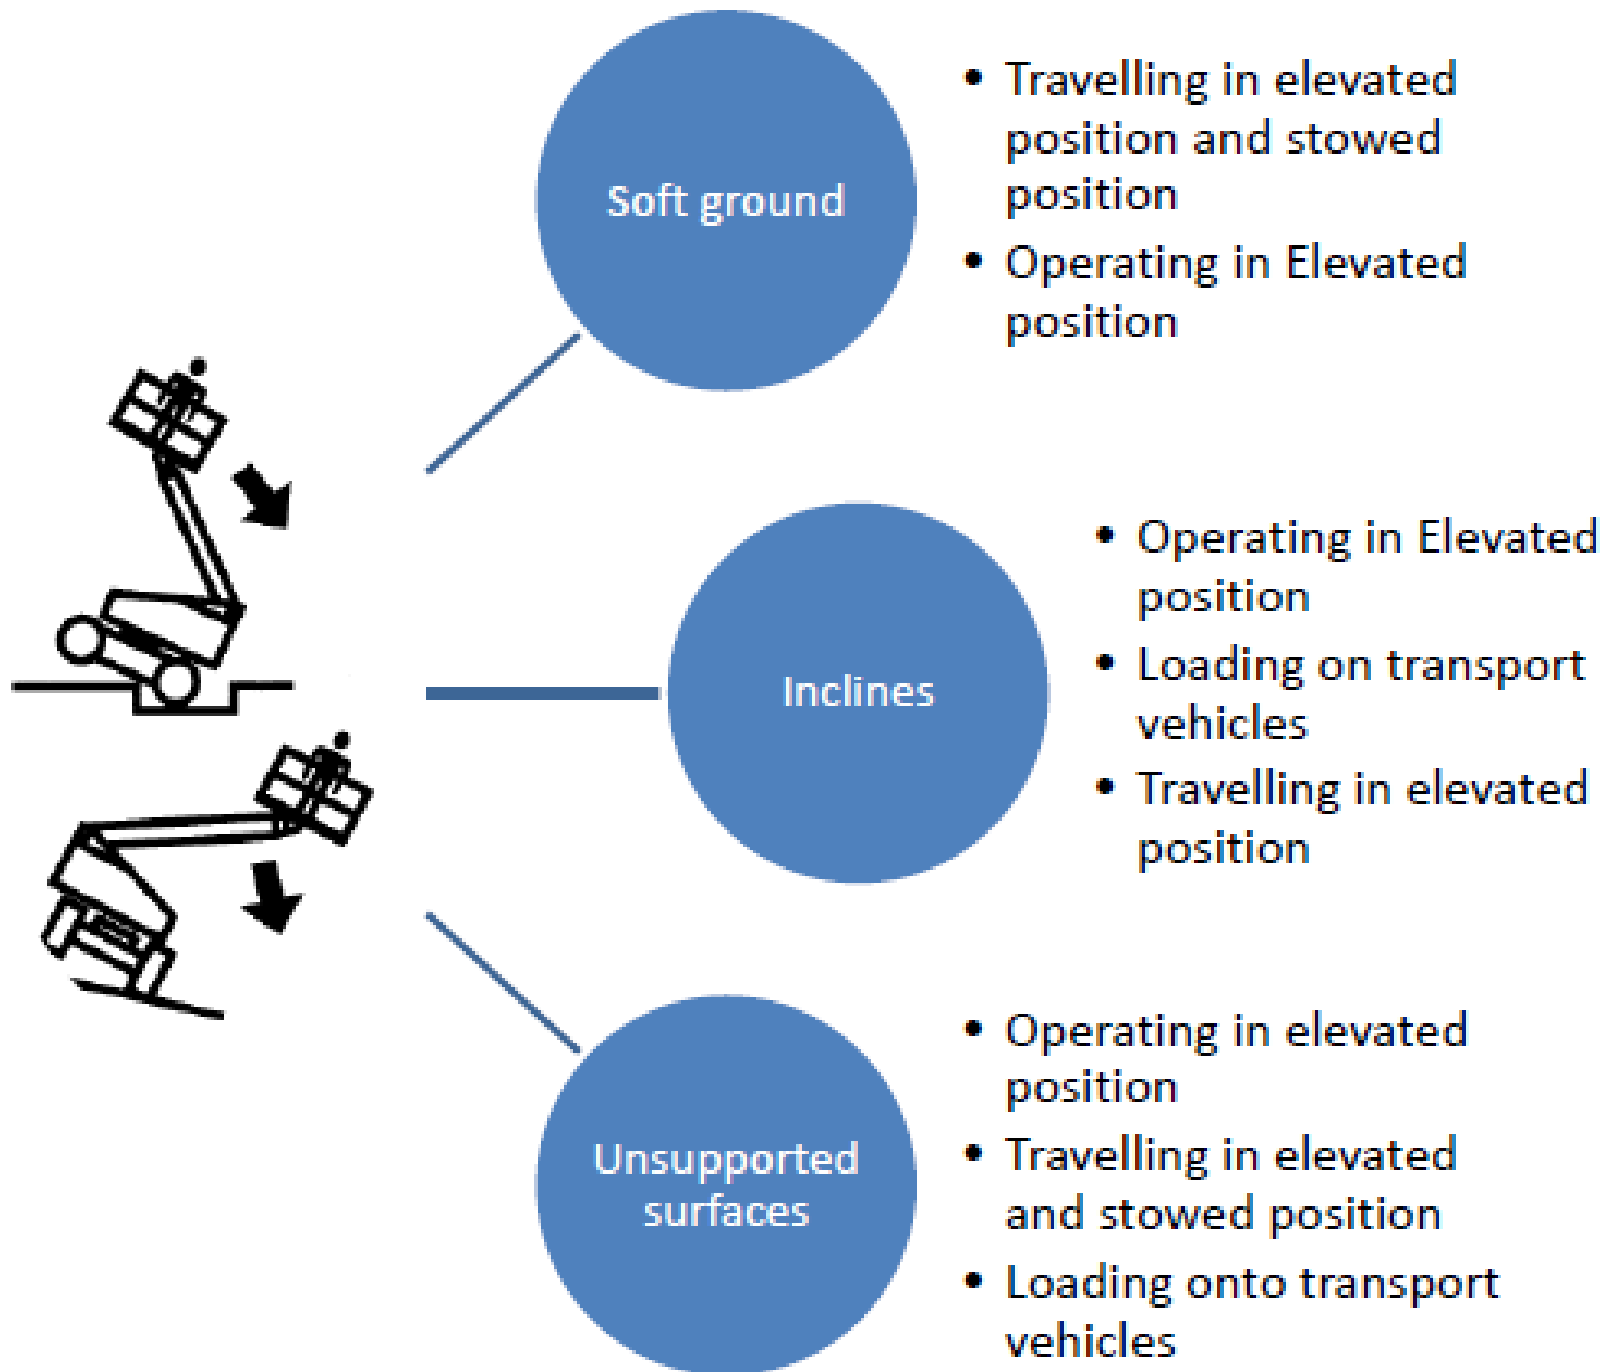 Soft ground
• Travelling in elevated
position and stowed
position
• Operating in Elevated
position
Inclines
• Operating in Elevated
position
• Loading on transport
vehicles
• Travelling in elevated
position
Unsupported
surfaces
• Operating in elevated
position
• Travelling in elevated
and stowed position
• Loading onto transport
vehicles